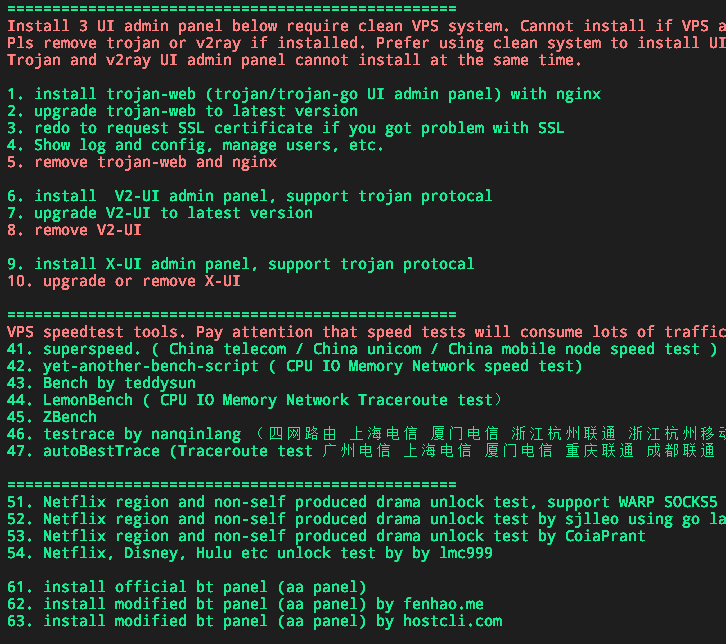 ==================================================
Install 3 UI admin panel below require clean VPS system. Cannot install if VPS a
Pls remove trojan or v2ray if installed. Prefer using clean system to install UI
Trojan and v2ray UI admin panel cannot install at the same time.
1. install trojan-web (trojan/trojan-go UI admin panel) with nginx
2. upgrade trojan-web to latest version
3. redo to request SSL certificate if you got problem with SSL
4. Show log and config, manage users, etc.
5. remove trojan-web and nginx
6. install  V2-UI admin panel, support trojan protocal
7. upgrade V2-UI to latest version
8. remove V2-UI
9. install X-UI admin panel, support trojan protocal
10. upgrade or remove X-UI
==================================================
VPS speedtest tools. Pay attention that speed tests will consume lots of traffic
41. superspeed. ( China telecom / China unicom / China mobile node speed test )
42. yet-another-bench-script ( CPU IO Memory Network speed test)
43. Bench by teddysun
44. LemonBench ( CPU IO Memory Network Traceroute test）
45. ZBench
46. testrace by nanqinlang （四网路由 上海电信 厦门电信 浙江杭州联通 浙江杭州移动
47. autoBestTrace (Traceroute test 广州电信 上海电信 厦门电信 重庆联通 成都联通
==================================================
51. Netflix region and non-self produced drama unlock test, support WARP SOCKS5
52. Netflix region and non-self produced drama unlock test by sjlleo using go la
53. Netflix region and non-self produced drama unlock test by CoiaPrant
54. Netflix, Disney, Hulu etc unlock test by by lmc999
61. install official bt panel (aa panel)
62. install modified bt panel (aa panel) by fenhao.me
63. install modified bt panel (aa panel) by hostcli.com